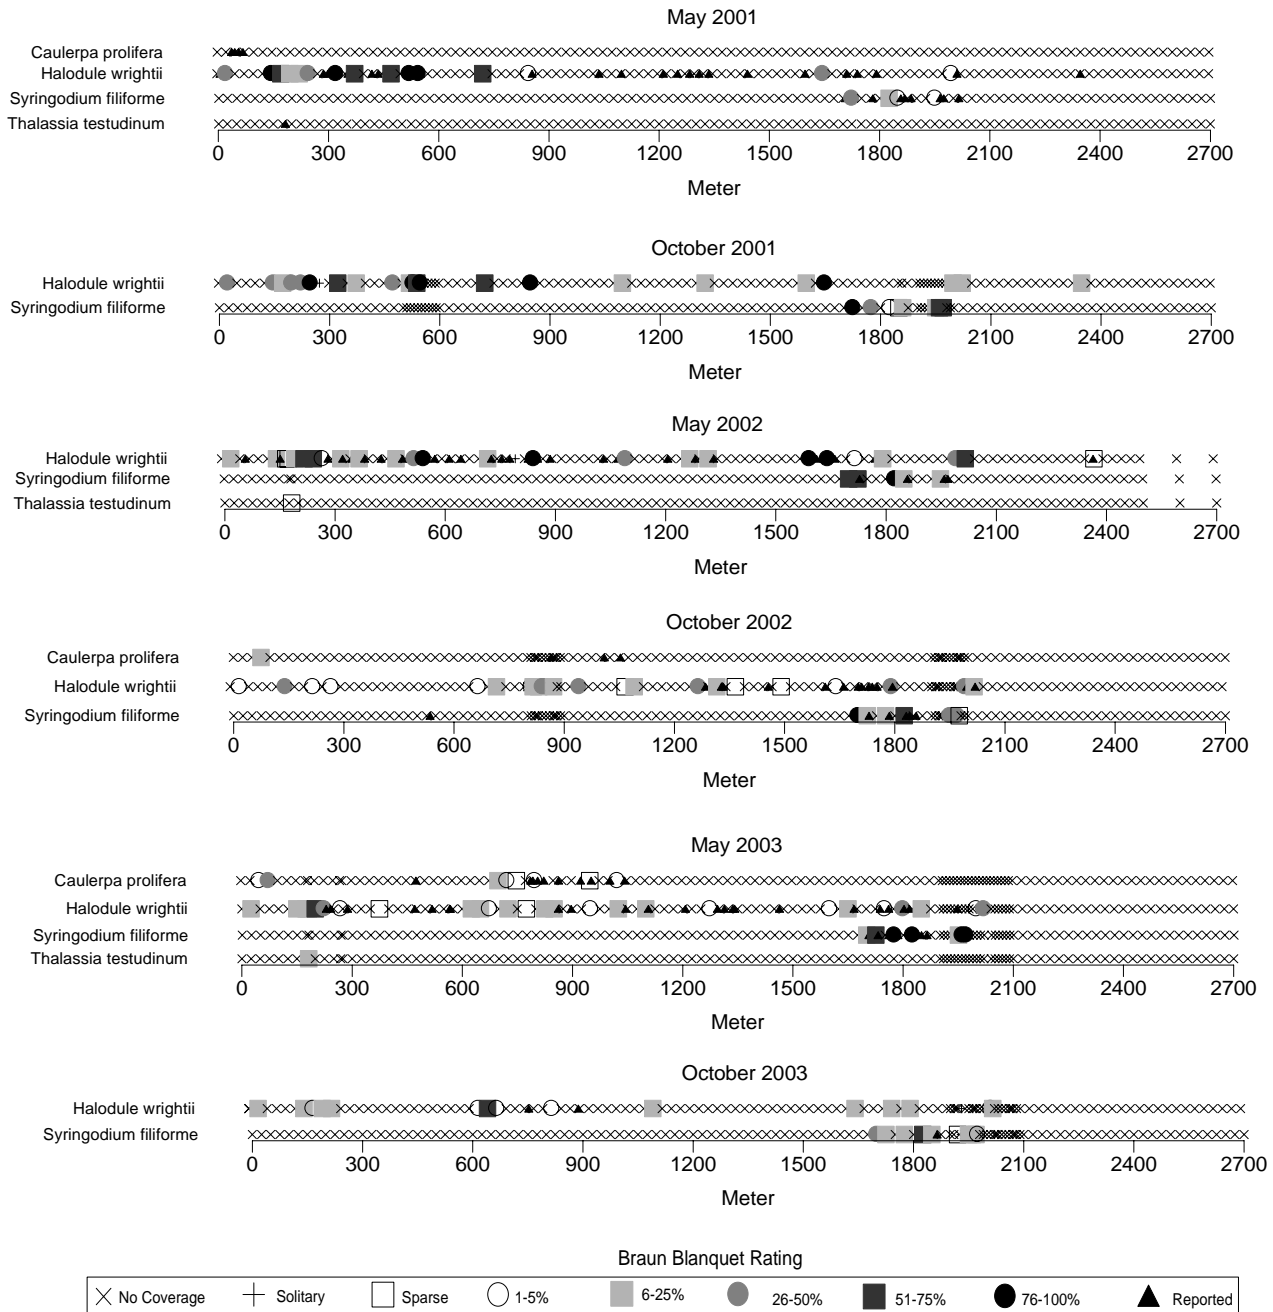 May 2001
Caulerpa prolifera
Halodule wrightii
Syringodium filiforme
Thalassia testudinum
0 300 600 900 1200 1500 1800 2100 2400 2700
Meter
October 2001
Halodule wrightii
Syringodium filiforme
0 300 600 900 1200 1500 1800 2100 2400 2700
Meter
May 2002
Halodule wrightii
Syringodium filiforme
Thalassia testudinum
0 300 600 900 1200 1500 1800 2100 2400 2700
Meter
October 2002
Caulerpa prolifera
Halodule wrightii
Syringodium filiforme
0 300 600 900 1200 1500 1800 2100 2400 2700
Meter
May 2003
Caulerpa prolifera
Halodule wrightii
Syringodium filiforme
Thalassia testudinum
0 300 600 900 1200 1500 1800 2100 2400 2700
Meter
October 2003
Halodule wrightii
Syringodium filiforme
0 300 600 900 1200 1500 1800 2100 2400 2700
Meter
Braun Blanquet Rating
No Coverage Solitary Sparse 1-5% 6-25% 26-50% 51-75% 76-100% Reported